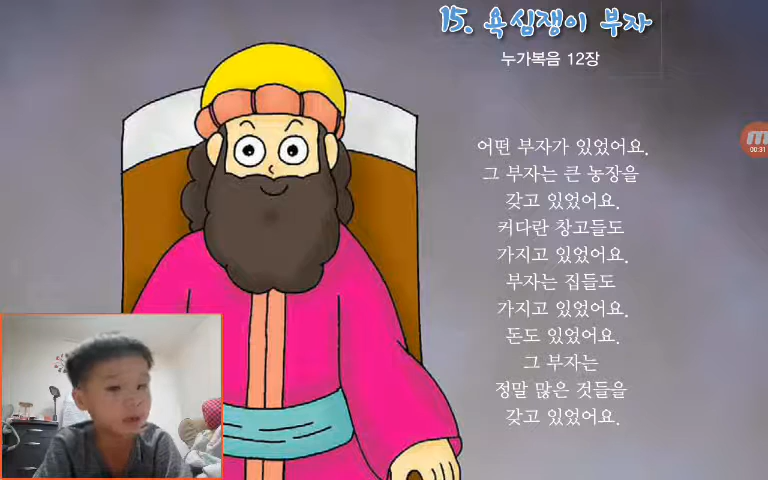 15. 욕심쟁이 부자
누가복음 12장
어떤 부자가 있었어요.
그 부자는 큰 농장을
갖고 있었어요.
커다란 창고들도
가지고 있었어요.
부자는 집들도
가지고 있었어요.
돈도 있었어요.
그 부자는
정말 많은 것들을
갖고 있었어요.
00:31